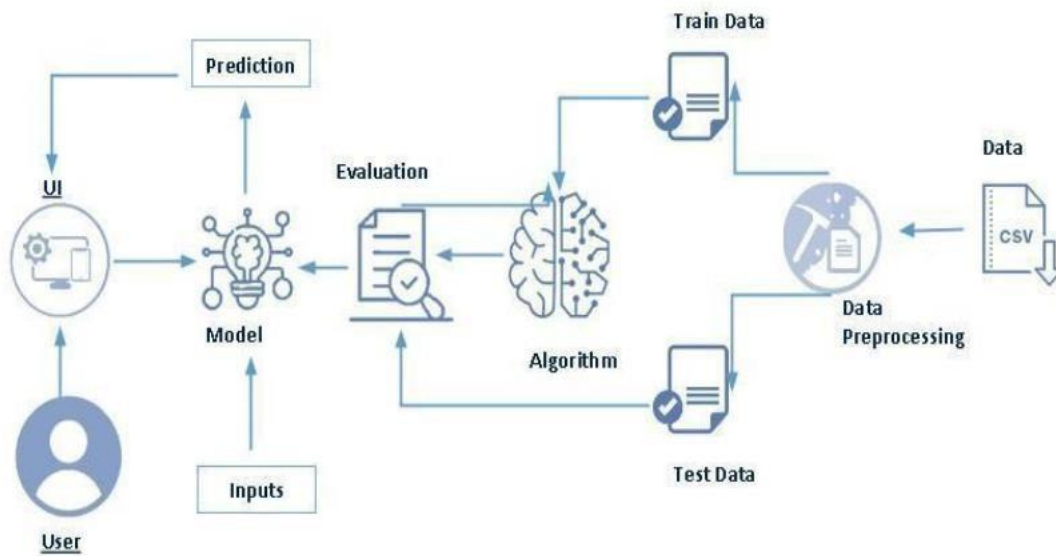 Train Data
Prediction
Data
Evaluation
UI
CSV
Model
Data
Preprocessing
Algorithm
Test Data
Inputs
User